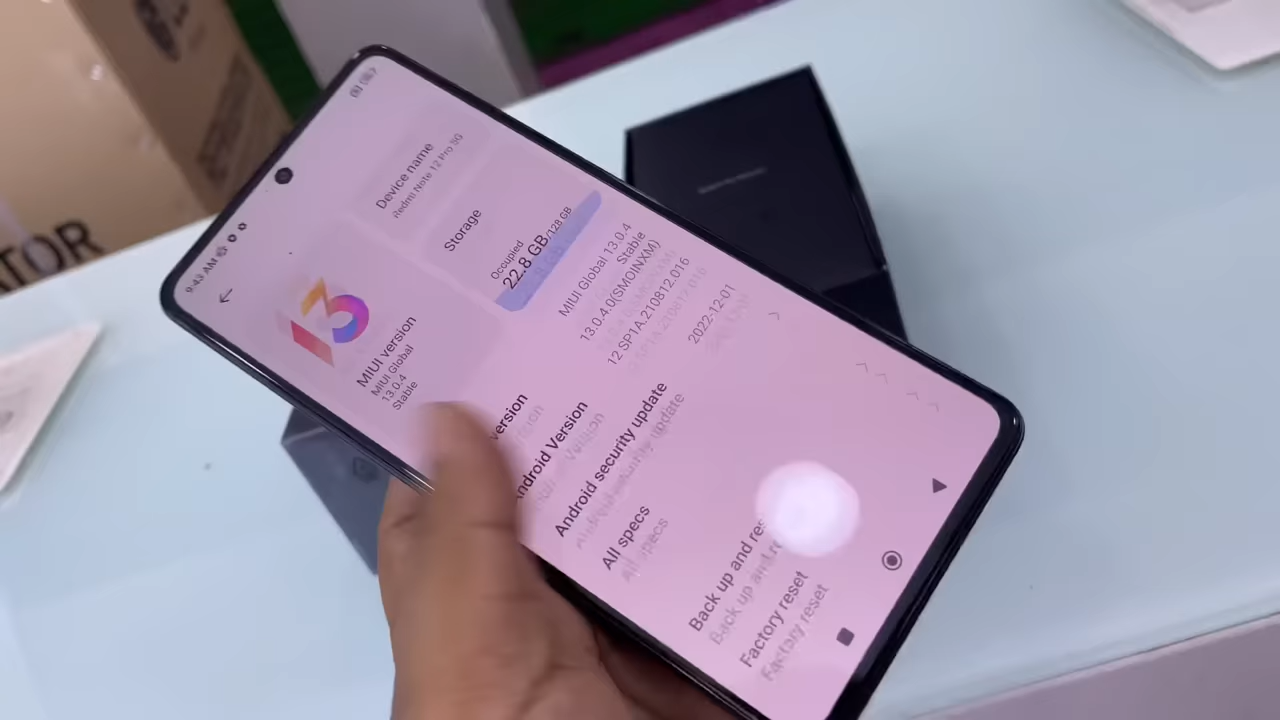 TOR
9:43 AM
Device name
Redmi Note 12 Pro 5G
Storage
Occupied
22.8 GB/128 GB
13
MIUI version
MIUI Global
13.0.4
Stable
version
MIUI Global 13.0.4
Stable
13.0.4.0(SMOINXM)
Android Version
12 SP1A.210812.016
Android security update
2022-12-01
All specs
Back up and res
Factory reset